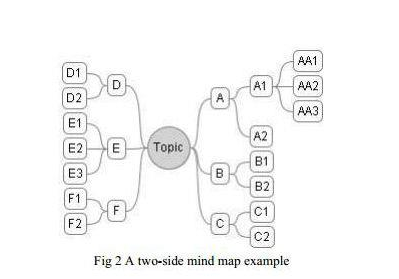 AA1
D1
A1
AA2
D
D2
A
AA3
E1
A2
E2
E
Topic
B1
E3
B
B2
F1
C1
F
C
F2
C2
Fig 2 A two-side mind map example